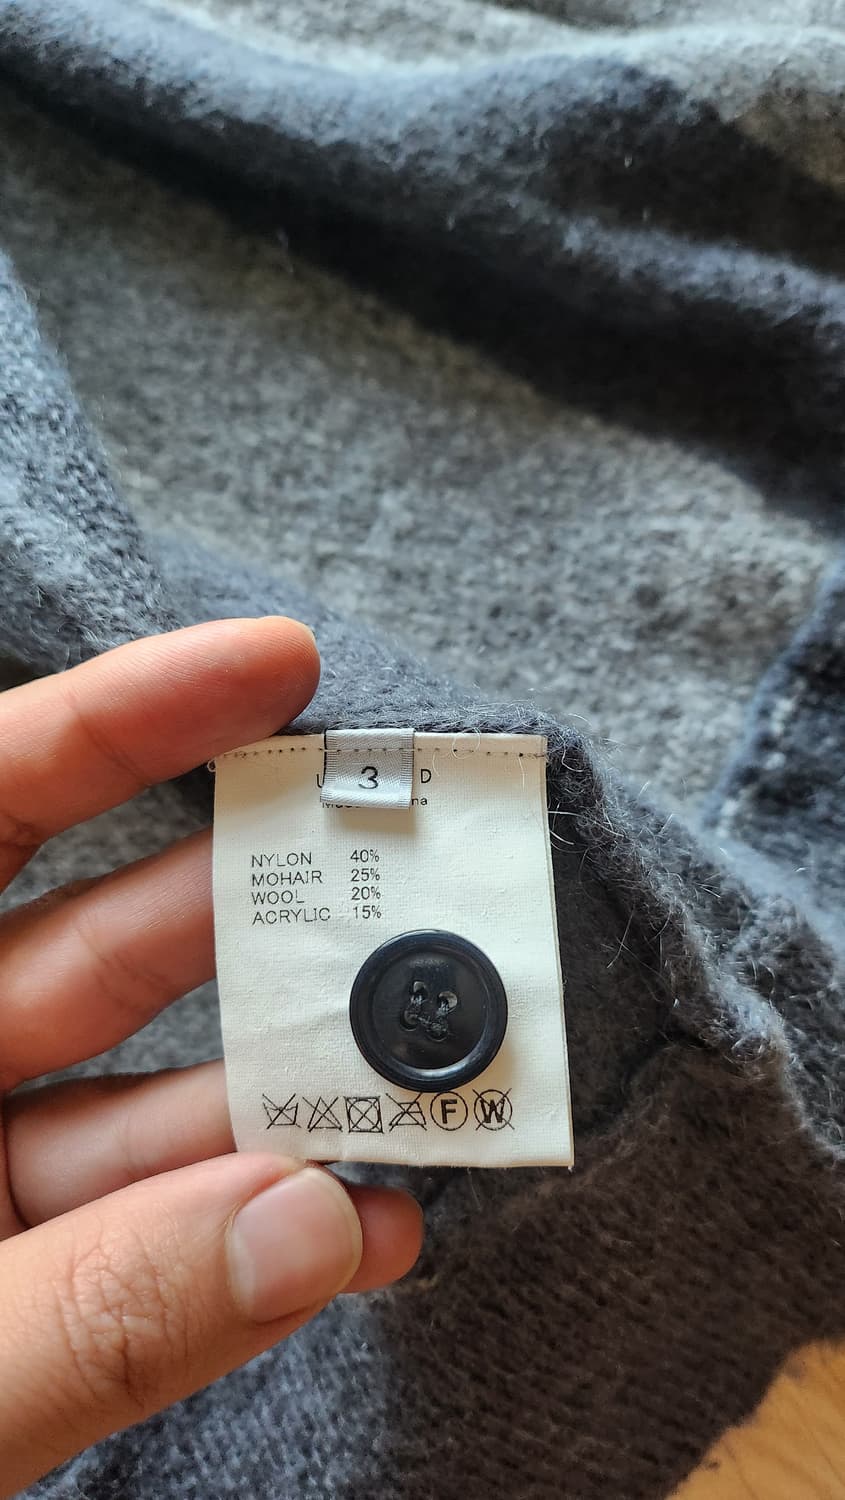 3
D
NYLON 40%
MOHAIR 25%
WOOL 20%
ACRYLIC 15%
F W